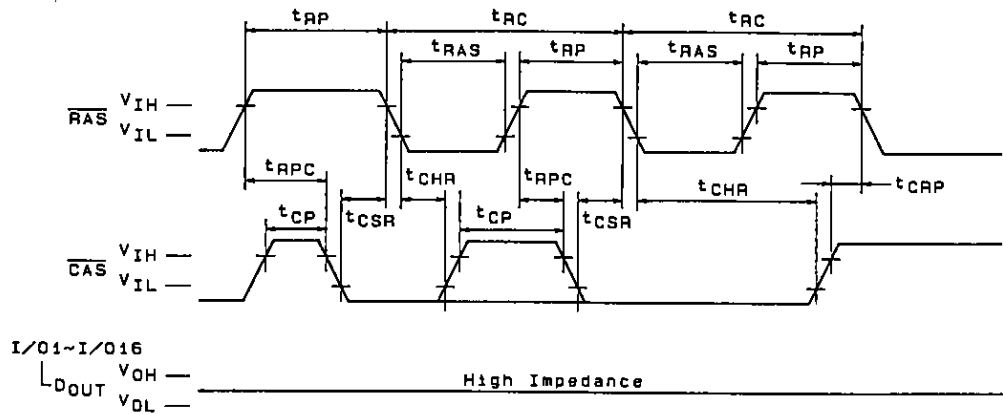 tRP tRC tRC
tRAS tRP tRAS tRP
RAS VIH
VIL
tRPC tCHR tRPC tCHR tCRP
tCP tCSR tCP tCSR
CAS VIH
VIL
I/O1~I/O16
DOUT VOH
High Impedance
VOL